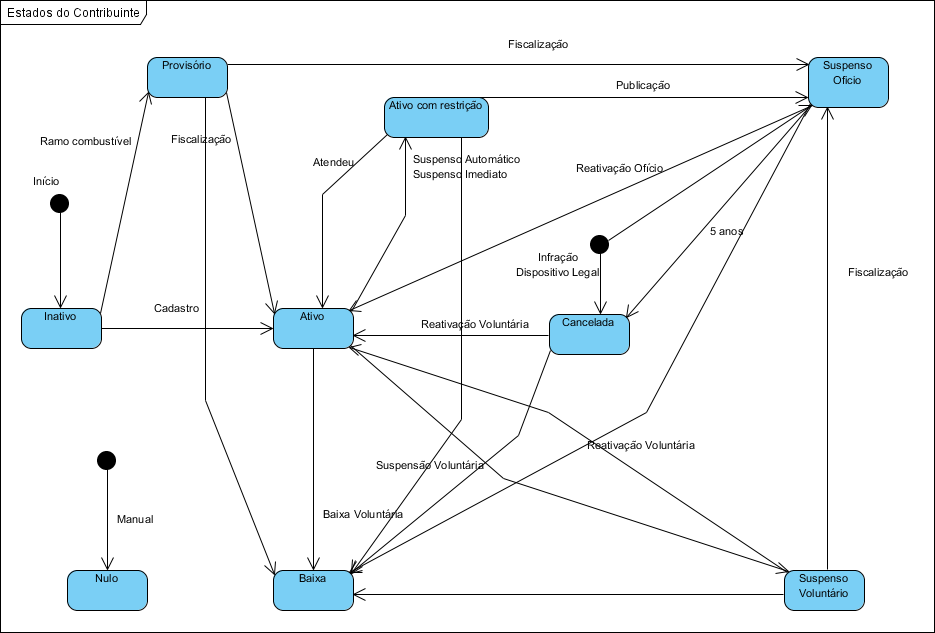 Estados do Contribuinte
Fiscalização
Provisório
Suspenso
Ofício
Publicação
Ativo com restrição
Ramo combustível
Fiscalização
Atendeu
Suspenso Automático
Suspenso Imediato
Reativação Ofício
Início
5 anos
Infração
Dispositivo Legal
Fiscalização
Cadastro
Inativo
Ativo
Reativação Voluntária
Cancelada
Reativação Voluntária
Suspensão Voluntária
Baixa Voluntária
Manual
Nulo
Baixa
Suspenso
Voluntário